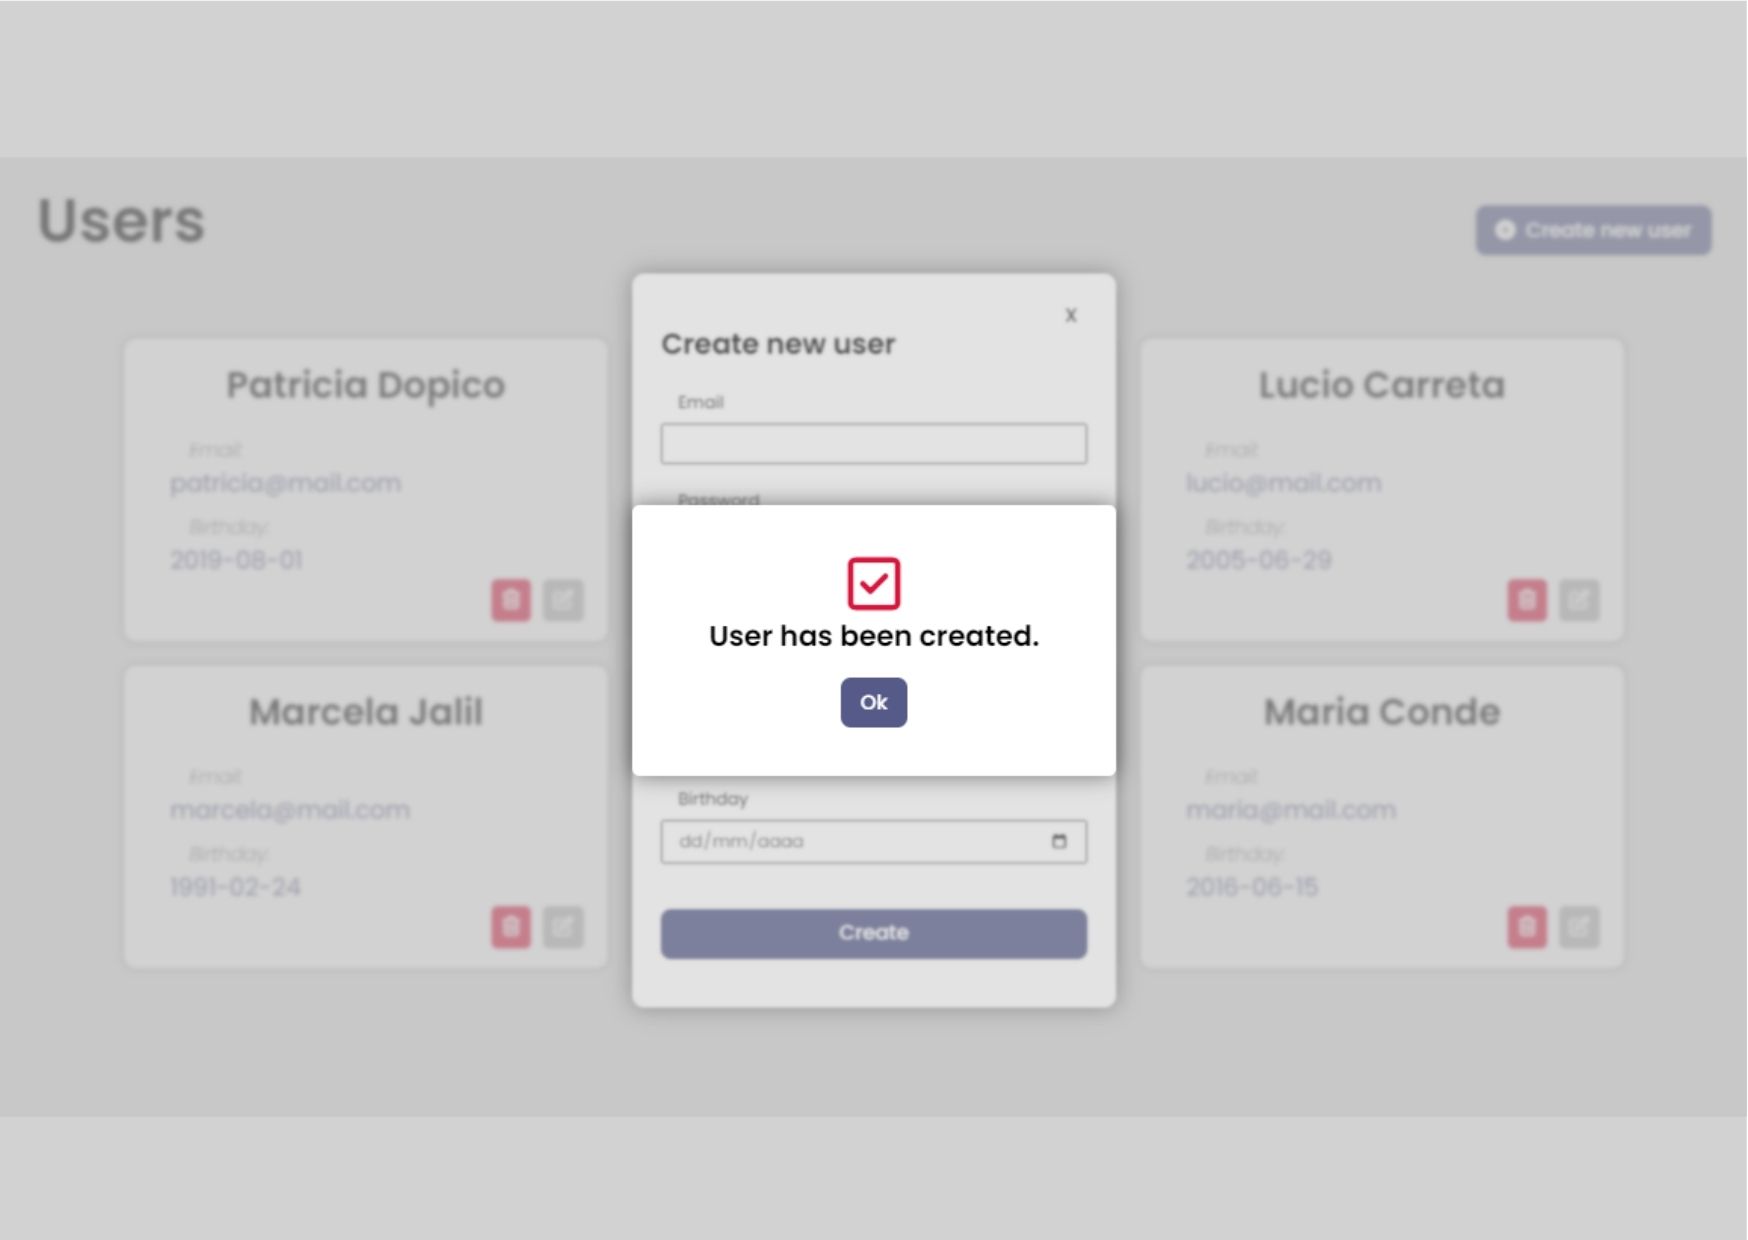 Users
Create new user
Patricia Dopico
Email:
patricia@mail.com
Birthday:
2019-08-01
Marcela Jalil
Email:
marcela@mail.com
Birthday:
1991-02-24
x
Create new user
Email
Password
User has been created.
Ok
Birthday
dd/mm/aaaa
Create
Lucio Carreta
Email:
lucio@mail.com
Birthday:
2005-06-29
Maria Conde
Email:
maria@mail.com
Birthday:
2016-06-15